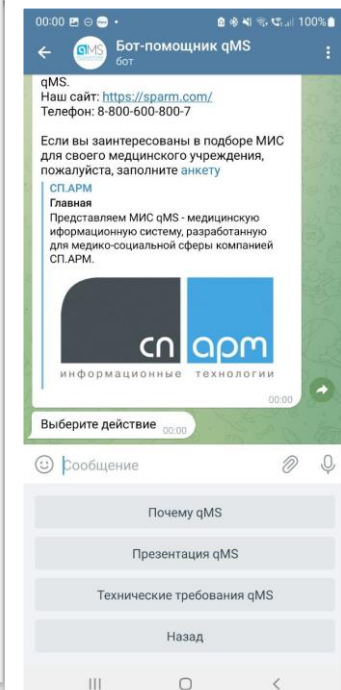 00:00
100%
qMS
Бот-помощник qMS
бот
qMS.
Наш сайт: https://sparm.com/
Телефон: 8-800-600-800-7
Если вы заинтересованы в подборе МИС
для своего медцинского учреждения,
пожалуйста, заполните анкету
СП.АРМ
Главная
Представляем МИС qMS - медицинскую
иформационную систему, разработанную
для медико-социальной сферы компанией
СП.АРМ.
сп арм
информационные технологии
00:00
Выберите действие 00:00
Сообщение
Почему qMS
Презентация qMS
Технические требования qMS
Назад